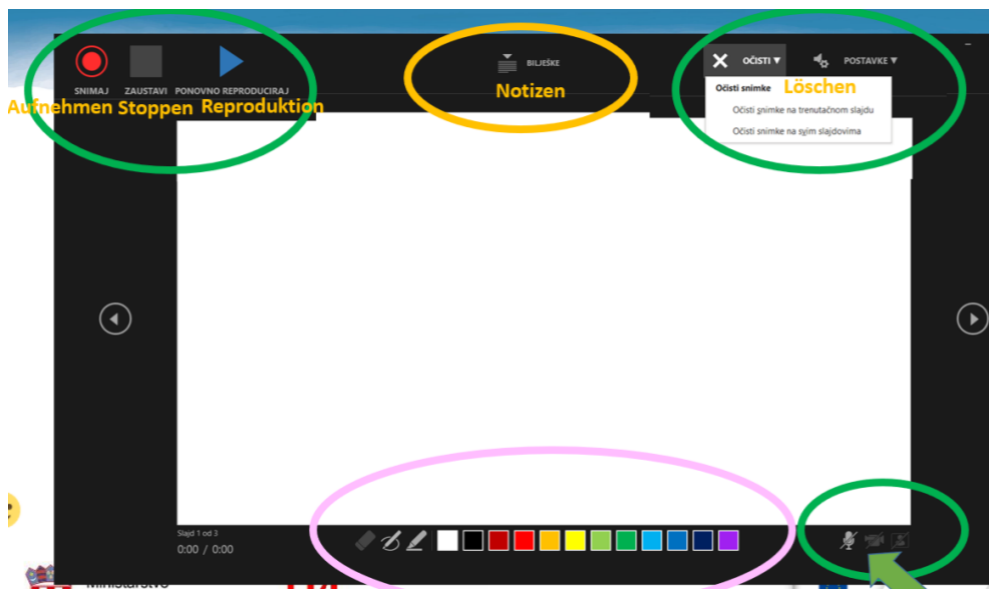 SNIMAJ ZAUSTAVI PONOVNO REPRODUCIRAJ
Aufnehmen Stoppen Reproduktion
BILJEŠKE
Notizen
OČISTI POSTAVKE
Očisti snimke Löschen
Očisti snimke na trenutačnom slajdu
Očisti snimke na svim slajdovima
Slajd 1 od 3
0:00 / 0:00
Ministarstvo